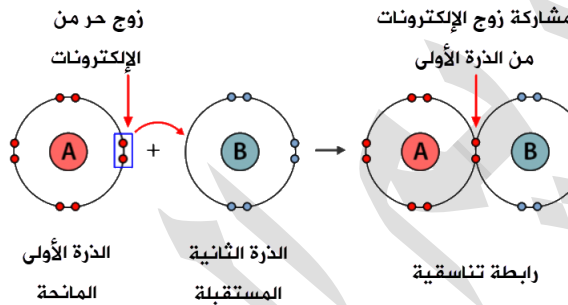 زوج حر من
الإلكترونات
مشاركة زوج الإلكترونات
من الذرة الأولى
A
+
B
A
B
الذرة الأولى
المانحة
الذرة الثانية
المستقبلة
رابطة تناسقية